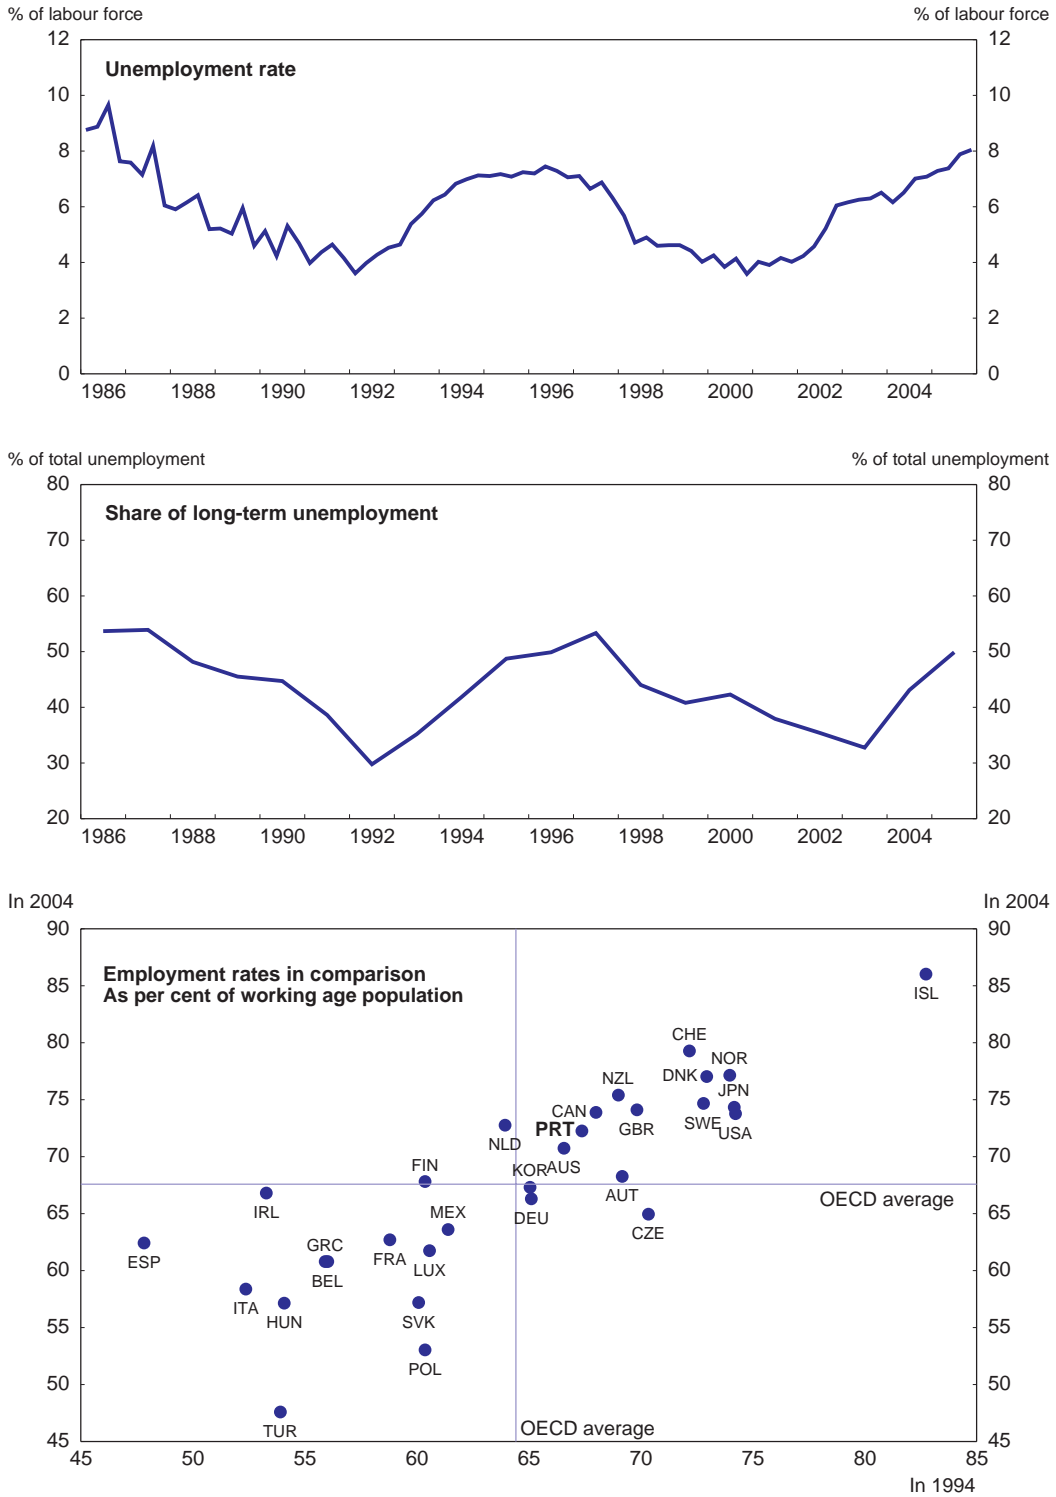 % of labour force % of labour force
12 12
Unemployment rate
10 10
8 8
6 6
4 4
2 2
0 0
1986 1988 1990 1992 1994 1996 1998 2000 2002 2004
% of total unemployment % of total unemployment
80 80
Share of long-term unemployment
70 70
60 60
50 50
40 40
30 30
20 20
1986 1988 1990 1992 1994 1996 1998 2000 2002 2004
In 2004 In 2004
90 90
Employment rates in comparison
As per cent of working age population
85 85
ISL
80 80
CHE
NOR
DNK
NZL
JPN
75 75
CAN
SWE
USA
PRT
GBR
NLD
70 70
FIN
KOR
AUS
AUT
OECD average
IRL
MEX
DEU
65 65
CZE
GRC
FRA
ESP
LUX
BEL
60 60
ITA
HUN
SVK
55 55
POL
50 50
TUR
OECD average
45 45
45 50 55 60 65 70 75 80 85
In 1994